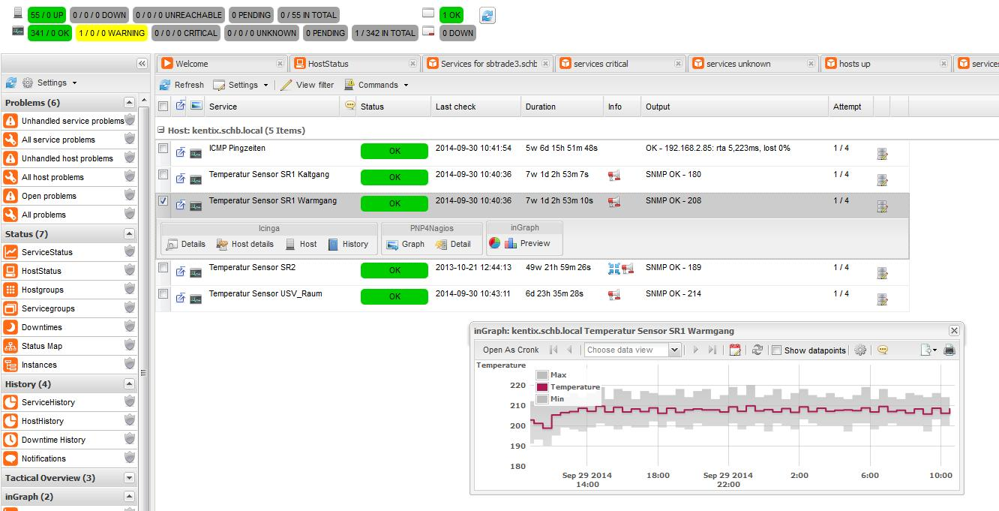 55 / 0 UP 0 / 0 / 0 DOWN 0 / 0 / 0 UNREACHABLE 0 PENDING 0 / 55 IN TOTAL 1 OK
341 / 0 OK 1 / 0 / 0 WARNING 0 / 0 / 0 CRITICAL 0 / 0 / 0 UNKNOWN 0 PENDING 1 / 342 IN TOTAL 0 DOWN
Welcome HostStatus Services for sbtrade3.schb services critical services unknown hosts up services
Settings
Problems (6)
Unhandled service problems
All service problems
Unhandled host problems
All host problems
Open problems
All problems
Status (7)
ServiceStatus
HostStatus
Hostgroups
Servicegroups
Downtimes
Status Map
Instances
History (4)
ServiceHistory
HostHistory
Downtime History
Notifications
Tactical Overview (3)
inGraph (2)
Refresh Settings View filter Commands
Service Status Last check Duration Info Output Attempt
Host: kentix.schb.local (5 Items)
ICMP Pingzeiten OK 2014-09-30 10:41:54 5w 6d 15h 51m 48s OK - 192.168.2.85: rta 5,223ms, lost 0% 1 / 4
Temperatur Sensor SR1 Kaltgang OK 2014-09-30 10:40:36 7w 1d 2h 53m 7s SNMP OK - 180 1 / 4
Temperatur Sensor SR1 Warmgang OK 2014-09-30 10:40:36 7w 1d 2h 53m 10s SNMP OK - 208 1 / 4
Icinga PNP4Nagios inGraph
Details Host details Host History Graph Detail Preview
Temperatur Sensor SR2 OK 2013-10-21 12:44:13 49w 21h 59m 26s SNMP OK - 189 1 / 4
Temperatur Sensor USV_Raum OK 2014-09-30 10:43:11 6d 23h 35m 28s SNMP OK - 214 1 / 4
inGraph: kentix.schb.local Temperatur Sensor SR1 Warmgang
Open As Cronk Choose data view Show datapoints
Temperature
Max
Temperature
Min
220
210
200
190
180
Sep 29 2014 18:00 Sep 29 2014 2:00 6:00 10:00
14:00 22:00